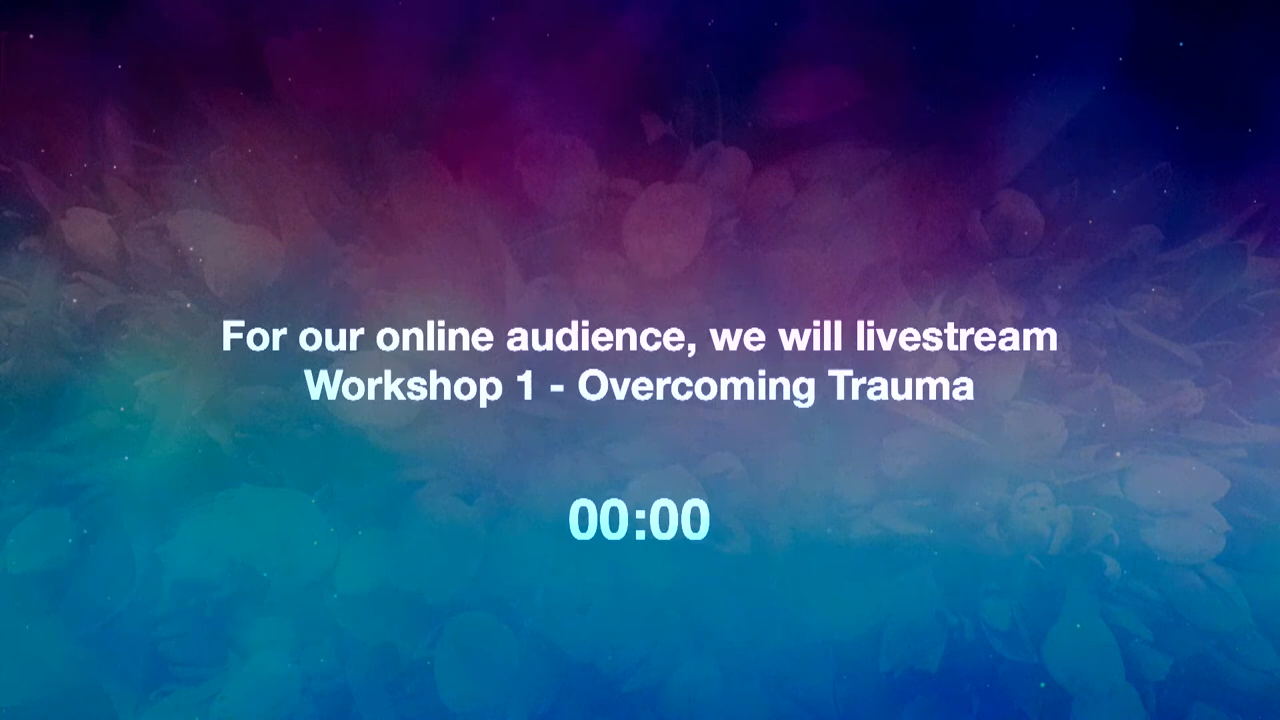 For our online audience, we will livestream
Workshop 1 - Overcoming Trauma
00:00